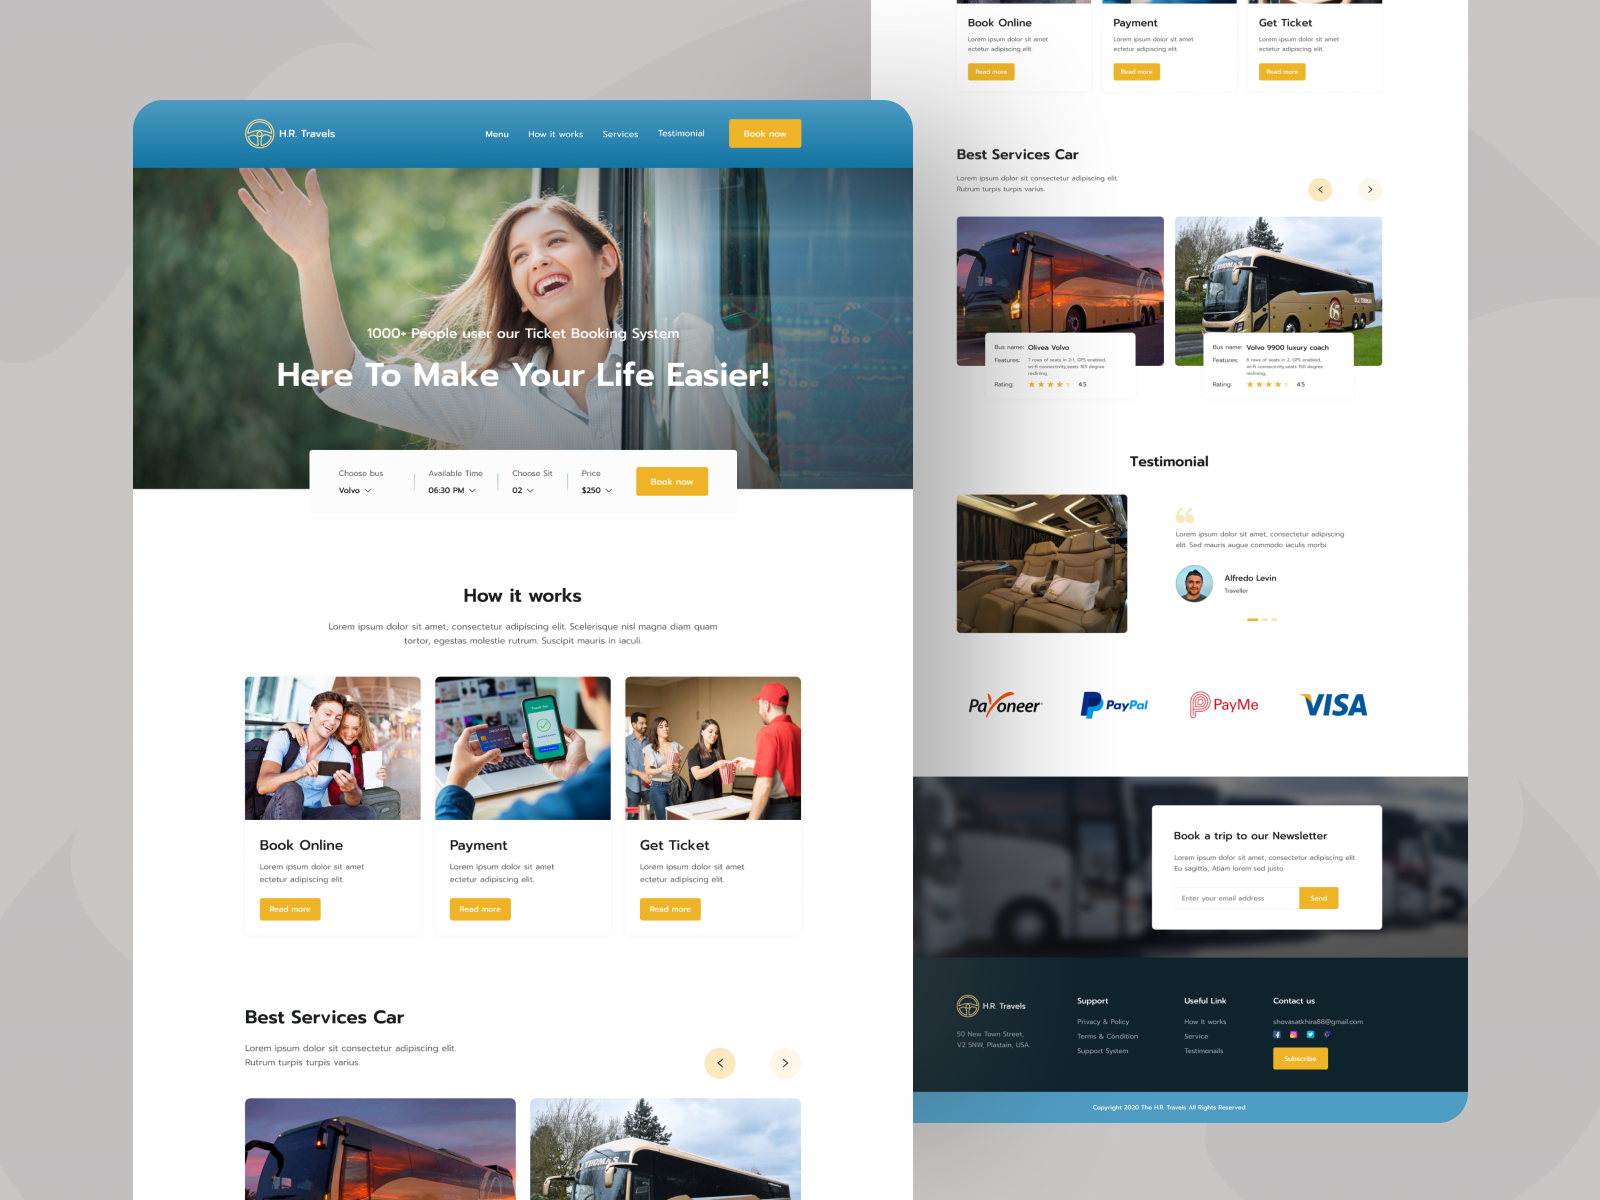 H.R. Travels
Menu
How it works
Services
Testimonial
Book now
1000+ People user our Ticket Booking System
Here To Make Your Life Easier!
Choose bus
Volvo
Available Time
06:30 PM
Choose Sit
02
Price
$250
Book now
How it works
Lorem ipsum dolor sit amet, consectetur adipiscing elit. Scelerisque nisl magna diam quam
tortor, egestas molestie rutrum. Suscipit mauris in iaculi.
Book Online
Lorem ipsum dolor sit amet
ectetur adipiscing elit.
Read more
Payment
Lorem ipsum dolor sit amet
ectetur adipiscing elit.
Read more
Get Ticket
Lorem ipsum dolor sit amet
ectetur adipiscing elit.
Read more
Best Services Car
Lorem ipsum dolor sit consectetur adipiscing elit.
Rutrum turpis turpis varius.
Book Online
Lorem ipsum dolor sit amet
ectetur adipiscing elit.
Read more
Payment
Lorem ipsum dolor sit amet
ectetur adipiscing elit.
Read more
Get Ticket
Lorem ipsum dolor sit amet
ectetur adipiscing elit.
Read more
Best Services Car
Lorem ipsum dolor sit consectetur adipiscing elit.
Rutrum turpis turpis varius.
Bus name: Olivea Volvo
Features: 7 rows of seats in 2-1, GPS enabled,
wi-fi connectivity,seats 165 degree
reclining,
Rating: 4.5
Bus name: Volvo 9900 luxury coach
Features: 6 rows of seats in 2, GPS enabled,
wi-fi connectivity,seats 150 degree
reclining,
Rating: 4.5
Testimonial
Lorem ipsum dolor sit amet, consectetur adipiscing
elit. Sed mauris augue commodo iaculis morbi
Alfredo Levin
Traveller
Payoneer
PayPal
PayMe
VISA
Book a trip to our Newsletter
Lorem ipsum dolor sit amet, consectetur adipiscing elit.
Eu sagittis, Atiam lorem sed justo.
Enter your email address
Send
H.R. Travels
50 New Town Street,
V2 5NW, Plastain, USA.
Support
Privacy & Policy
Terms & Condition
Support System
Useful Link
How It works
Service
Testimonails
Contact us
shovasatkhira88@gmail.com
Subscribe
Copyright 2020 The H.R. Travels All Rights Reserved.